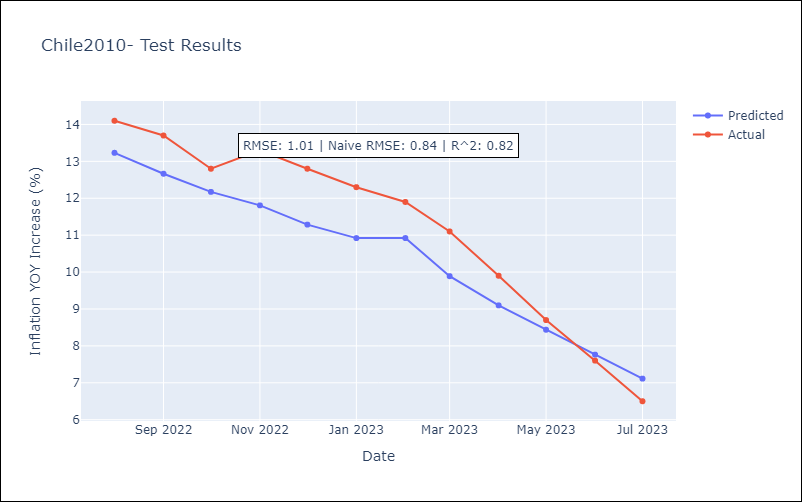 Chile2010- Test Results
Predicted
Actual
RMSE: 1.01 | Naive RMSE: 0.84 | R^2: 0.82
Inflation YOY Increase (%)
14
13
12
11
10
9
8
7
6
Sep 2022 Nov 2022 Jan 2023 Mar 2023 May 2023 Jul 2023
Date